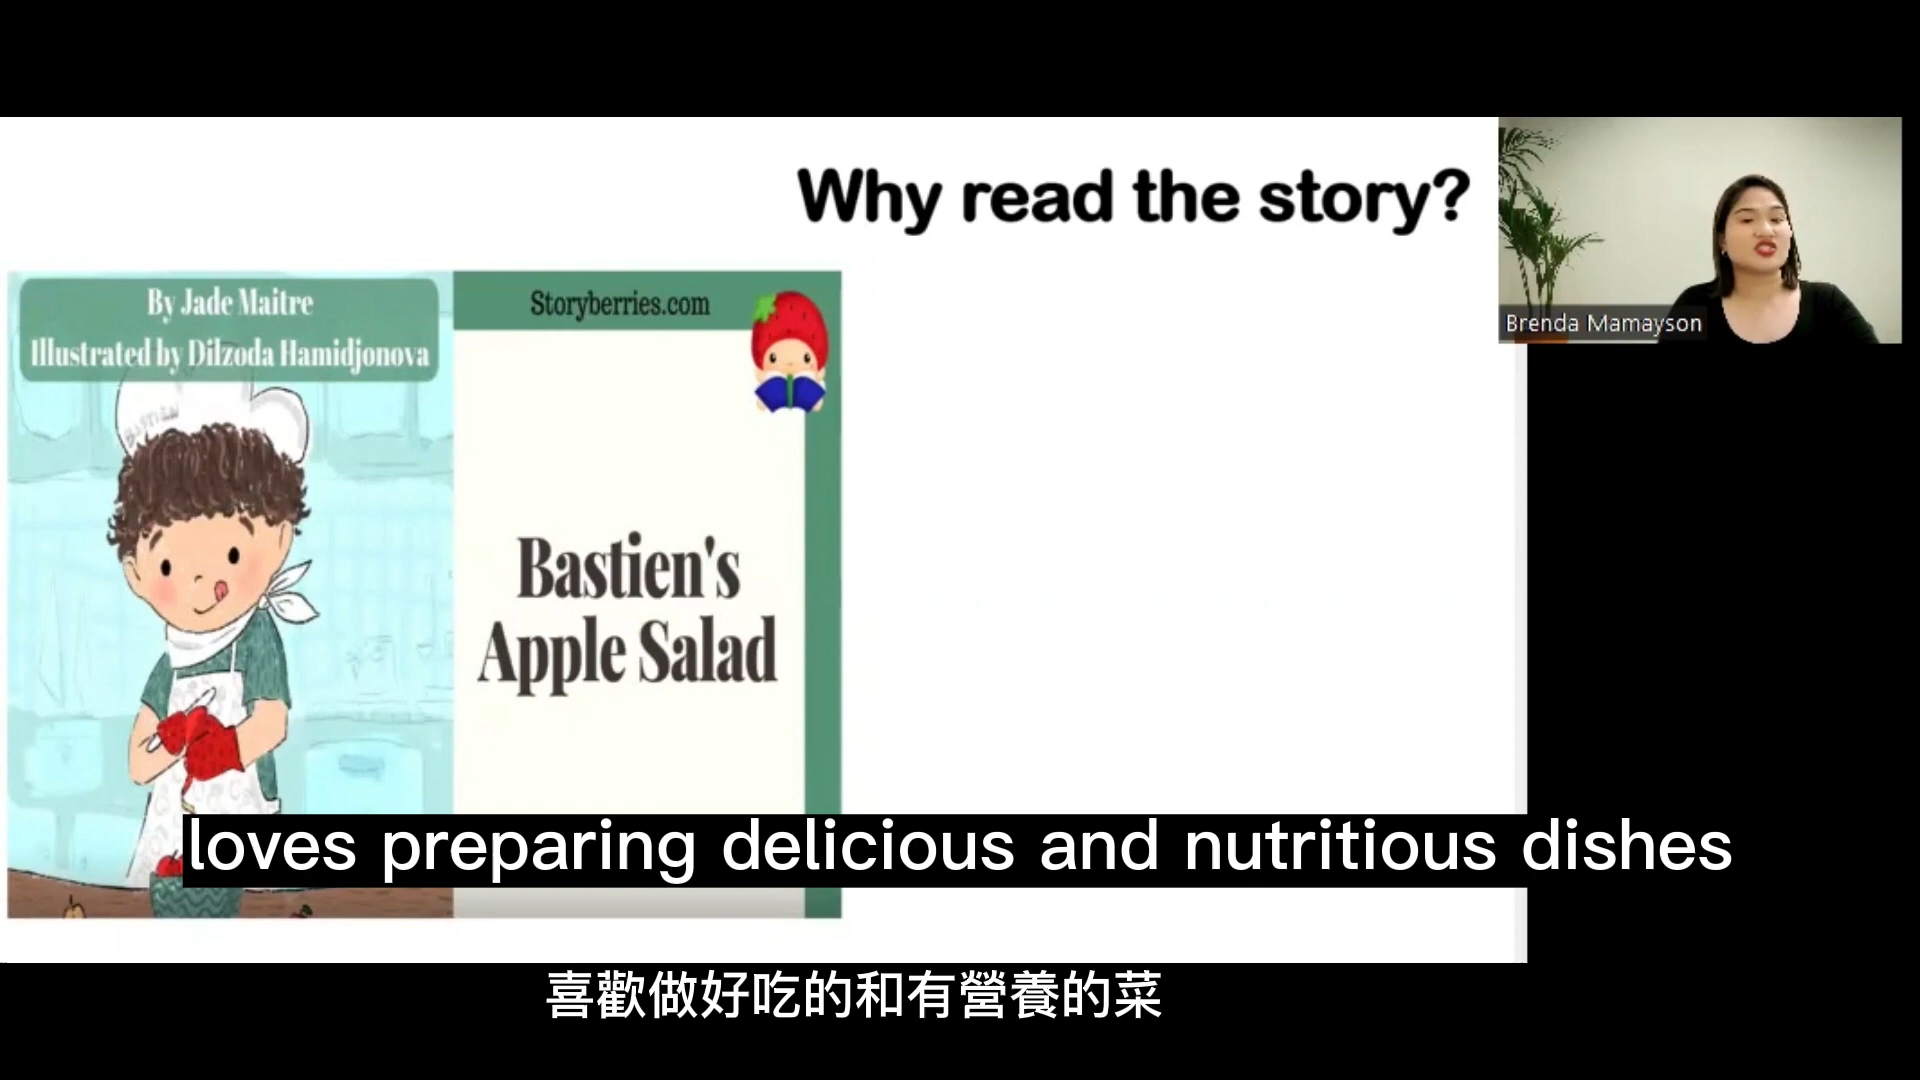 Why read the story?
Brenda Mamayson
By Jade Maitre
Illustrated by Dilzoda Hamidjonova
Storyberries.com
BASTIEN
Bastien's
Apple Salad
loves preparing delicious and nutritious dishes
喜歡做好吃的和有營養的菜